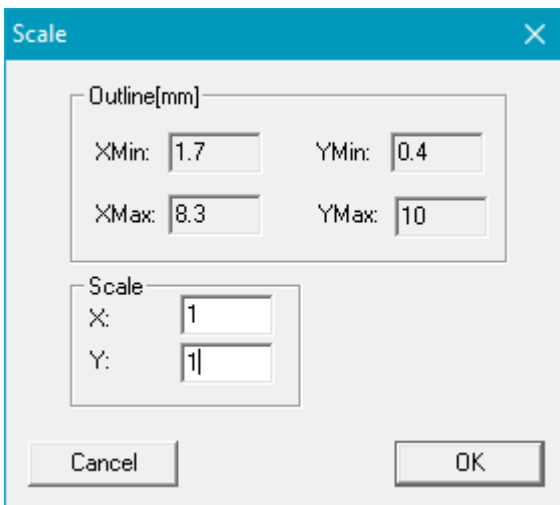 Scale
Outline[mm]
XMin: 1.7 YMin: 0.4
XMax: 8.3 YMax: 10
Scale
X: 1
Y: 1
Cancel OK